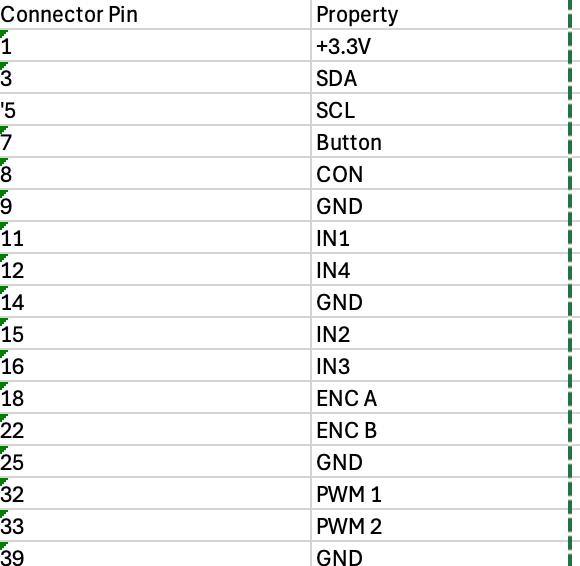 Connector Pin Property
1 +3.3V
3 SDA
'5 SCL
7 Button
8 CON
9 GND
11 IN1
12 IN4
14 GND
15 IN2
16 IN3
18 ENC A
22 ENC B
25 GND
32 PWM 1
33 PWM 2
39 GND